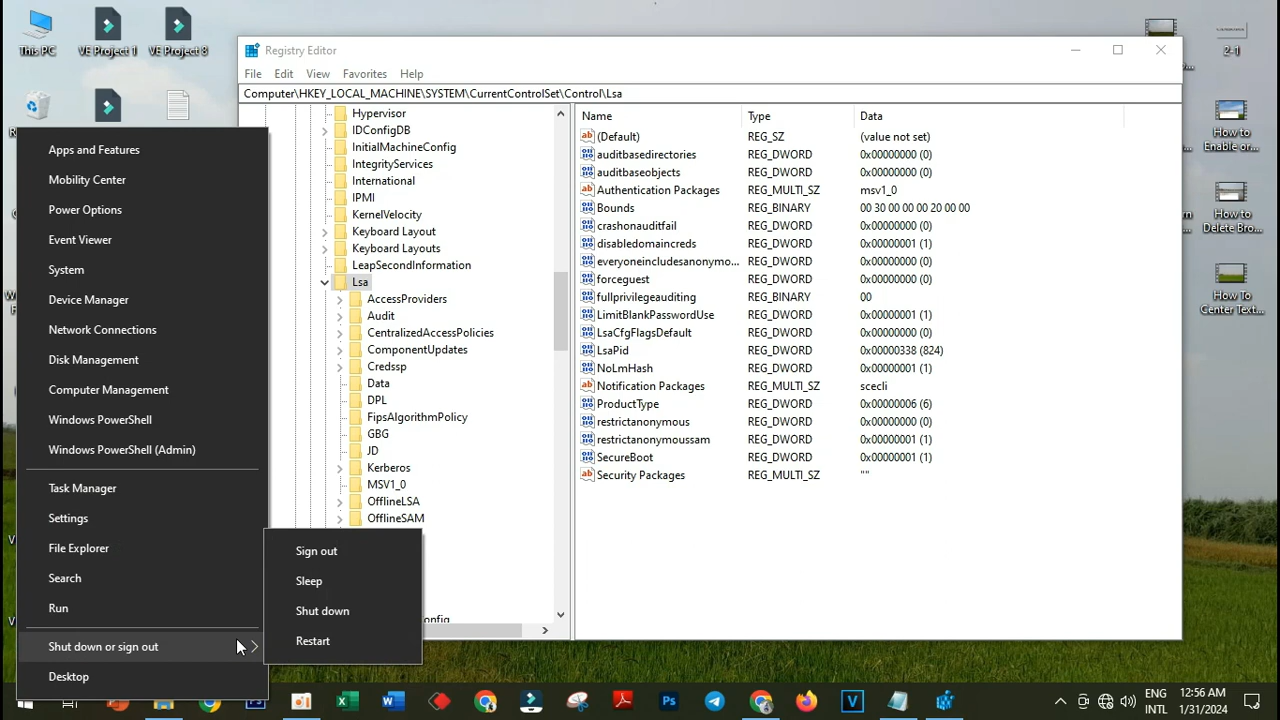 This PC
VE Project 1
VE Project 8
2-1
How to
Enable or...
How to
Delete Bro...
How To
Center Text...
Registry Editor
File Edit View Favorites Help
Computer\HKEY_LOCAL_MACHINE\SYSTEM\CurrentControlSet\Control\Lsa
Hypervisor
IDConfigDB
InitialMachineConfig
IntegrityServices
International
IPMI
KernelVelocity
Keyboard Layout
Keyboard Layouts
LeapSecondInformation
Lsa
AccessProviders
Audit
CentralizedAccessPolicies
ComponentUpdates
Credssp
Data
DPL
FipsAlgorithmPolicy
GBG
JD
Kerberos
MSV1_0
OfflineLSA
OfflineSAM
Name Type Data
(Default) REG_SZ (value not set)
auditbasedirectories REG_DWORD 0x00000000 (0)
auditbaseobjects REG_DWORD 0x00000000 (0)
Authentication Packages REG_MULTI_SZ msv1_0
Bounds REG_BINARY 00 30 00 00 00 20 00 00
crashonauditfail REG_DWORD 0x00000000 (0)
disabledomaincreds REG_DWORD 0x00000001 (1)
everyoneincludesanonymo... REG_DWORD 0x00000000 (0)
forceguest REG_DWORD 0x00000000 (0)
fullprivilegeauditing REG_BINARY 00
LimitBlankPasswordUse REG_DWORD 0x00000001 (1)
LsaCfgFlagsDefault REG_DWORD 0x00000000 (0)
LsaPid REG_DWORD 0x00000338 (824)
NoLmHash REG_DWORD 0x00000001 (1)
Notification Packages REG_MULTI_SZ scecli
ProductType REG_DWORD 0x00000006 (6)
restrictanonymous REG_DWORD 0x00000000 (0)
restrictanonymoussam REG_DWORD 0x00000001 (1)
SecureBoot REG_DWORD 0x00000001 (1)
Security Packages REG_MULTI_SZ ""
Apps and Features
Mobility Center
Power Options
Event Viewer
System
Device Manager
Network Connections
Disk Management
Computer Management
Windows PowerShell
Windows PowerShell (Admin)
Task Manager
Settings
File Explorer
Search
Run
Shut down or sign out
Desktop
Sign out
Sleep
Shut down
Restart
Ps
V
ENG
INTL
12:56 AM
1/31/2024